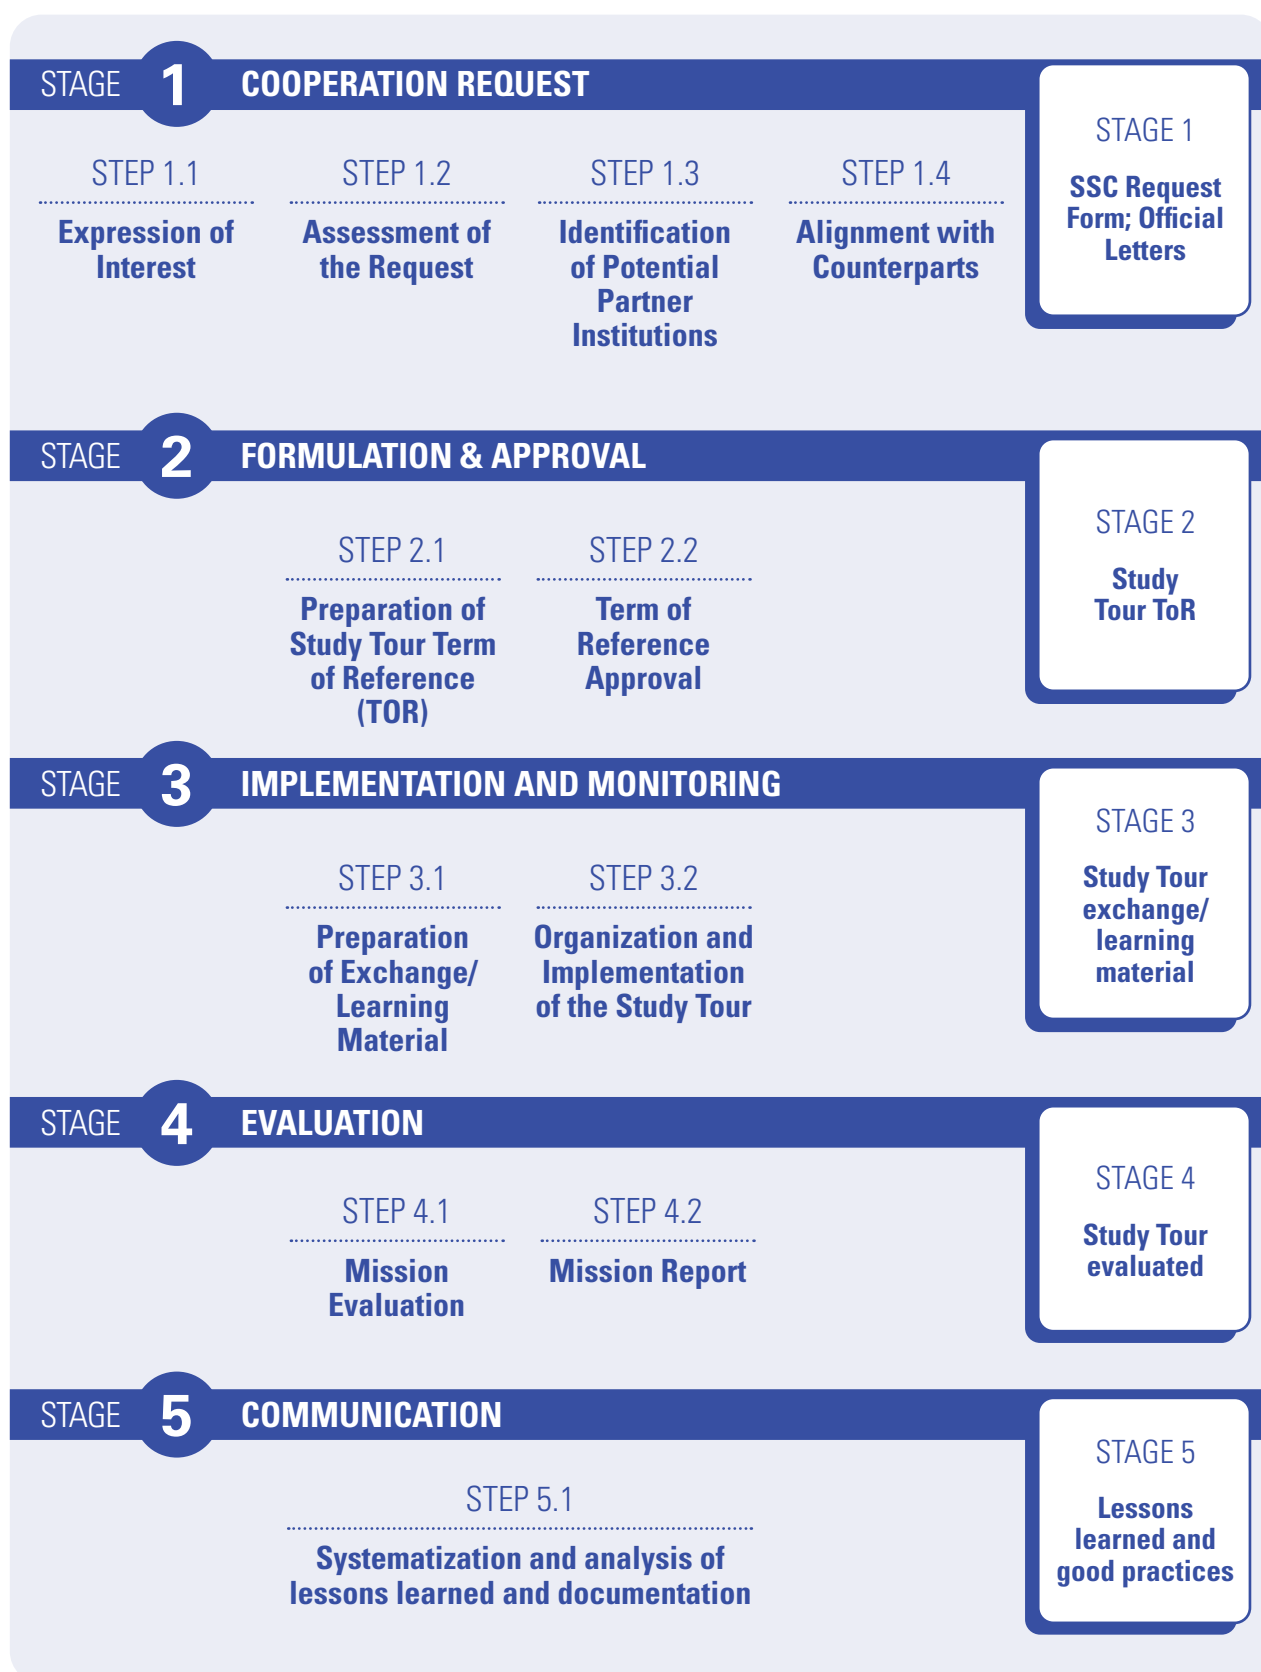 STAGE 1 COOPERATION REQUEST
STEP 1.1
Expression of
Interest
STEP 1.2
Assessment of
the Request
STEP 1.3
Identification
of Potential
Partner
Institutions
STEP 1.4
Alignment with
Counterparts
STAGE 1
SSC Request
Form; Official
Letters
STAGE 2 FORMULATION & APPROVAL
STEP 2.1
Preparation of
Study Tour Term
of Reference
(TOR)
STEP 2.2
Term of
Reference
Approval
STAGE 2
Study
Tour ToR
STAGE 3 IMPLEMENTATION AND MONITORING
STEP 3.1
Preparation
of Exchange/
Learning
Material
STEP 3.2
Organization and
Implementation
of the Study Tour
STAGE 3
Study Tour
exchange/
learning
material
STAGE 4 EVALUATION
STEP 4.1
Mission
Evaluation
STEP 4.2
Mission Report
STAGE 4
Study Tour
evaluated
STAGE 5 COMMUNICATION
STEP 5.1
Systematization and analysis of
lessons learned and documentation
STAGE 5
Lessons
learned and
good practices